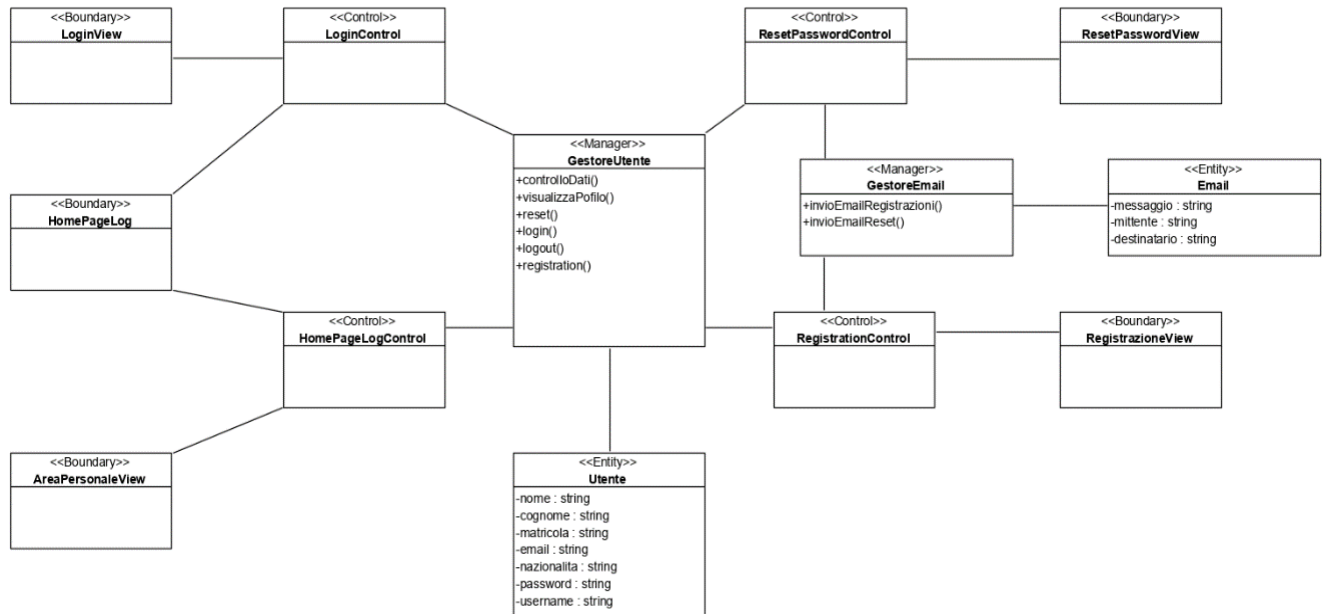 <<Boundary>>
LoginView
<<Control>>
LoginControl
<<Control>>
ResetPasswordControl
<<Boundary>>
ResetPasswordView
<<Manager>>
GestoreUtente
+controlloDati()
+visualizzaPofilo()
+reset()
+login()
+logout()
+registration()
<<Manager>>
GestoreEmail
+invioEmailRegistrazioni()
+invioEmailReset()
<<Entity>>
Email
-messaggio : string
-mittente : string
-destinatario : string
<<Boundary>>
HomePageLog
<<Control>>
HomePageLogControl
<<Control>>
RegistrationControl
<<Boundary>>
RegistrazioneView
<<Boundary>>
AreaPersonaleView
<<Entity>>
Utente
-nome : string
-cognome : string
-matricola : string
-email : string
-nazionalita : string
-password : string
-username : string